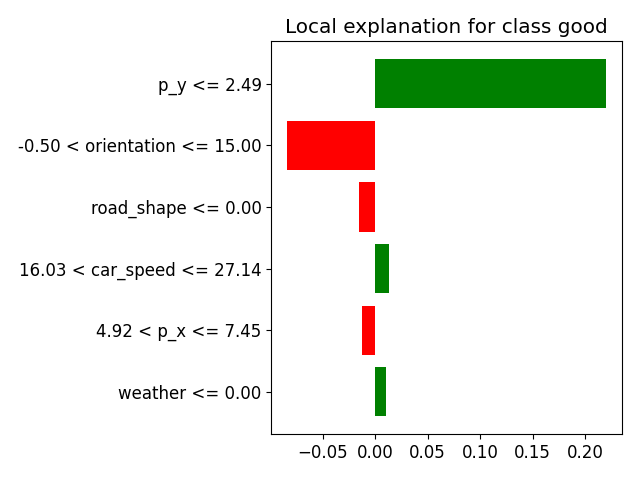 Local explanation for class good
p_y <= 2.49
-0.50 < orientation <= 15.00
road_shape <= 0.00
16.03 < car_speed <= 27.14
4.92 < p_x <= 7.45
weather <= 0.00
−0.05 0.00 0.05 0.10 0.15 0.20